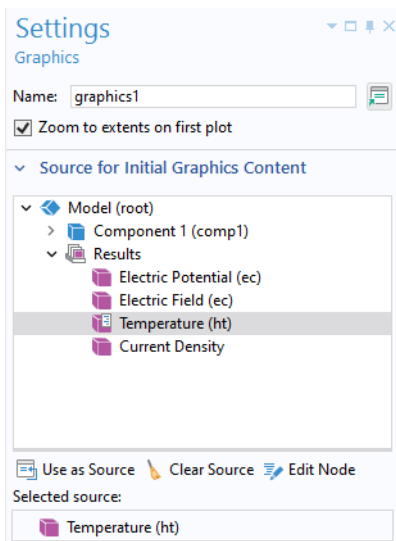 Settings
Graphics
Name: graphics1
Zoom to extents on first plot
Source for Initial Graphics Content
Model (root)
Component 1 (comp1)
Results
Electric Potential (ec)
Electric Field (ec)
Temperature (ht)
Current Density
Use as Source Clear Source Edit Node
Selected source:
Temperature (ht)